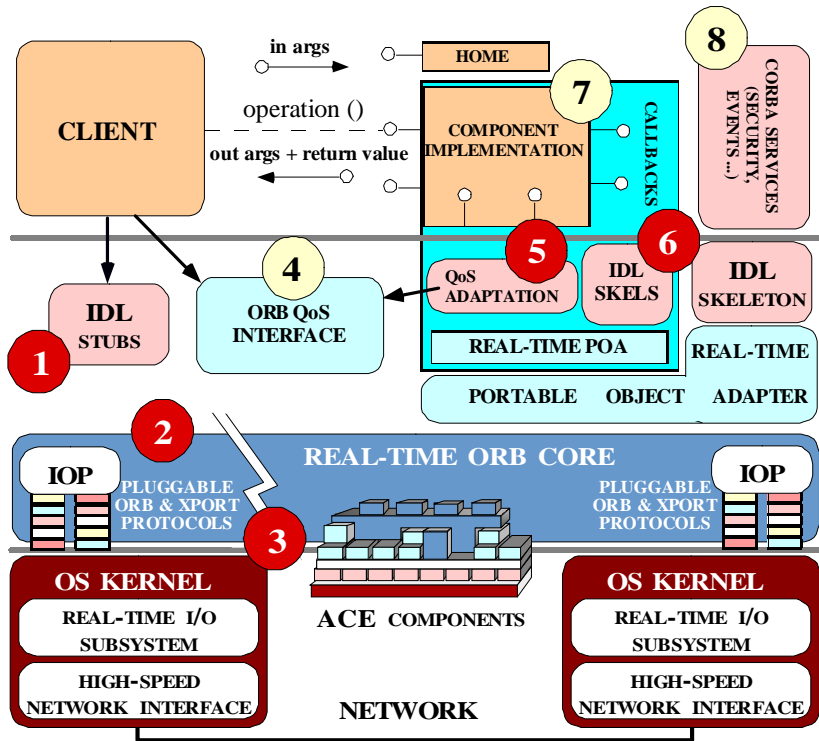 in args
HOME
8
CLIENT
operation ()
out args + return value
7
COMPONENT
IMPLEMENTATION
CALLBACKS
CORBA SERVICES
(SECURITY,
EVENTS ...)
1
IDL
STUBS
4
ORB QoS
INTERFACE
5
QoS
ADAPTATION
6
IDL
SKELS
IDL
SKELETON
REAL-TIME POA
REAL-TIME
PORTABLE OBJECT ADAPTER
2
REAL-TIME ORB CORE
IOP
PLUGGABLE
ORB & XPORT
PROTOCOLS
IOP
PLUGGABLE
ORB & XPORT
PROTOCOLS
3
OS KERNEL
REAL-TIME I/O
SUBSYSTEM
HIGH-SPEED
NETWORK INTERFACE
ACE COMPONENTS
NETWORK
OS KERNEL
REAL-TIME I/O
SUBSYSTEM
HIGH-SPEED
NETWORK INTERFACE